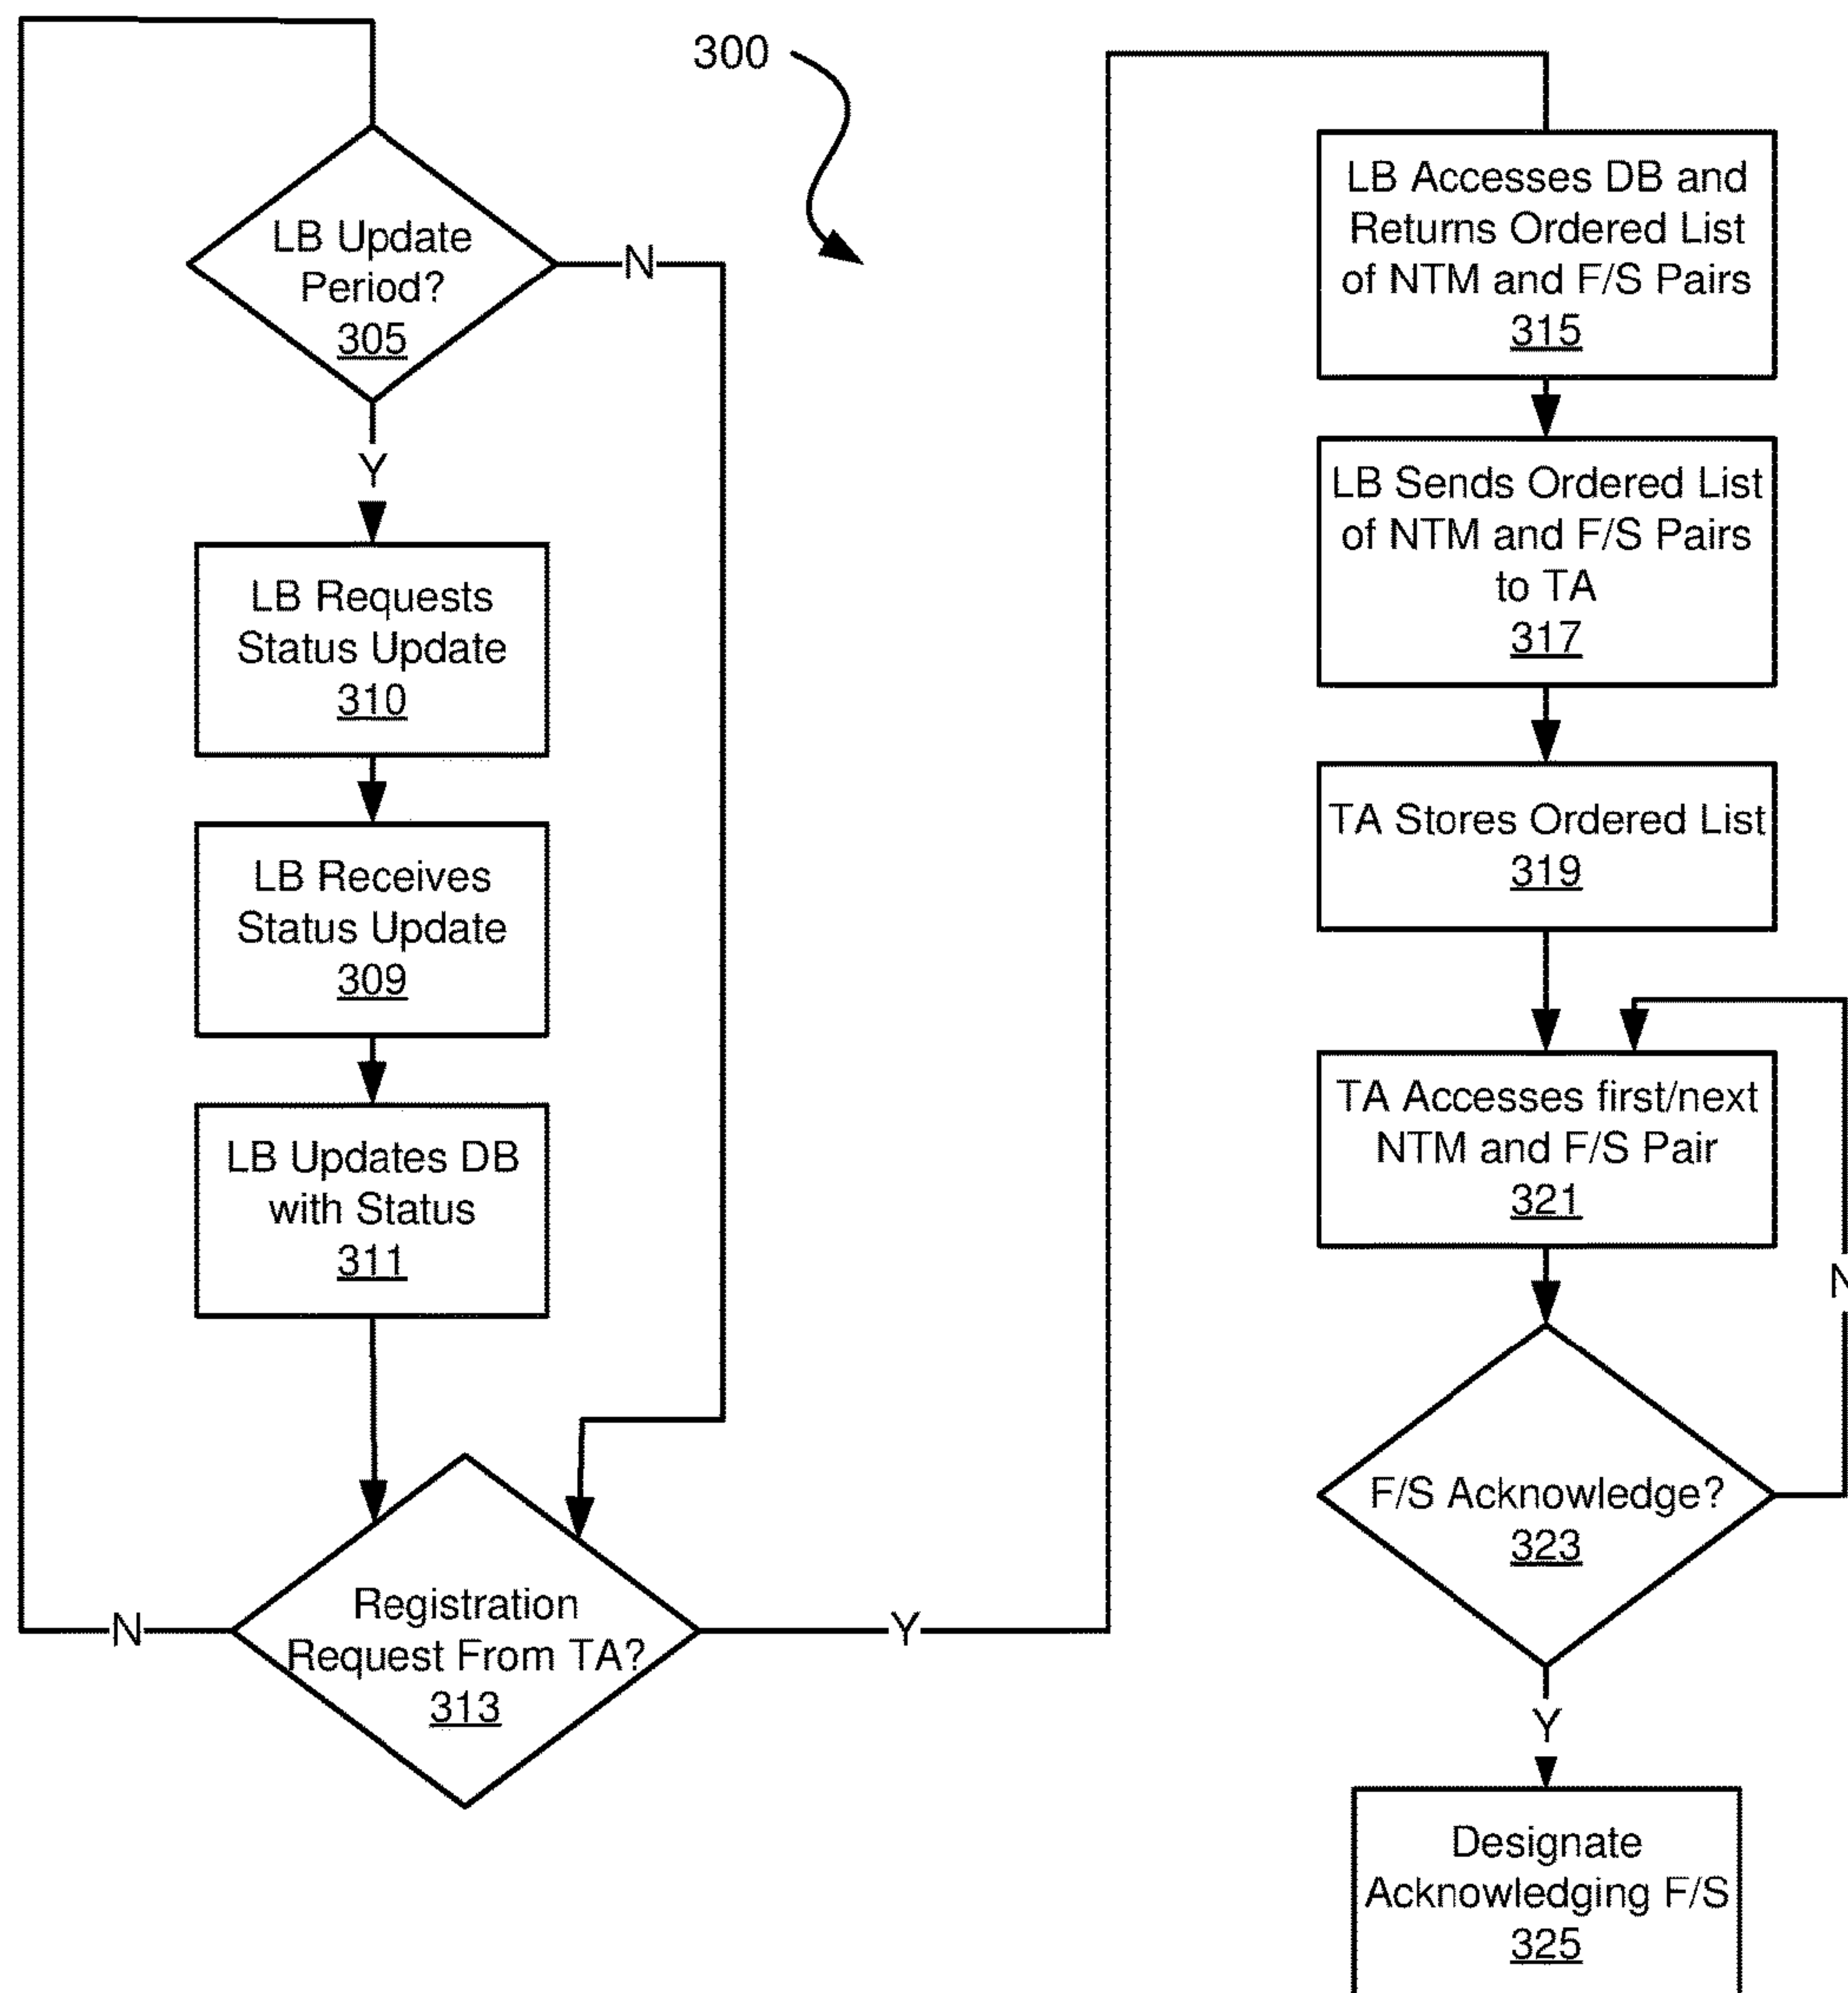 300
LB Update
Period?
305
N
Y
LB Requests
Status Update
310
LB Receives
Status Update
309
LB Updates DB
with Status
311
Registration
Request From TA?
313
N
Y
LB Accesses DB and
Returns Ordered List
of NTM and F/S Pairs
315
LB Sends Ordered List
of NTM and F/S Pairs
to TA
317
TA Stores Ordered List
319
TA Accesses first/next
NTM and F/S Pair
321
N
F/S Acknowledge?
323
Y
Designate
Acknowledging F/S
325